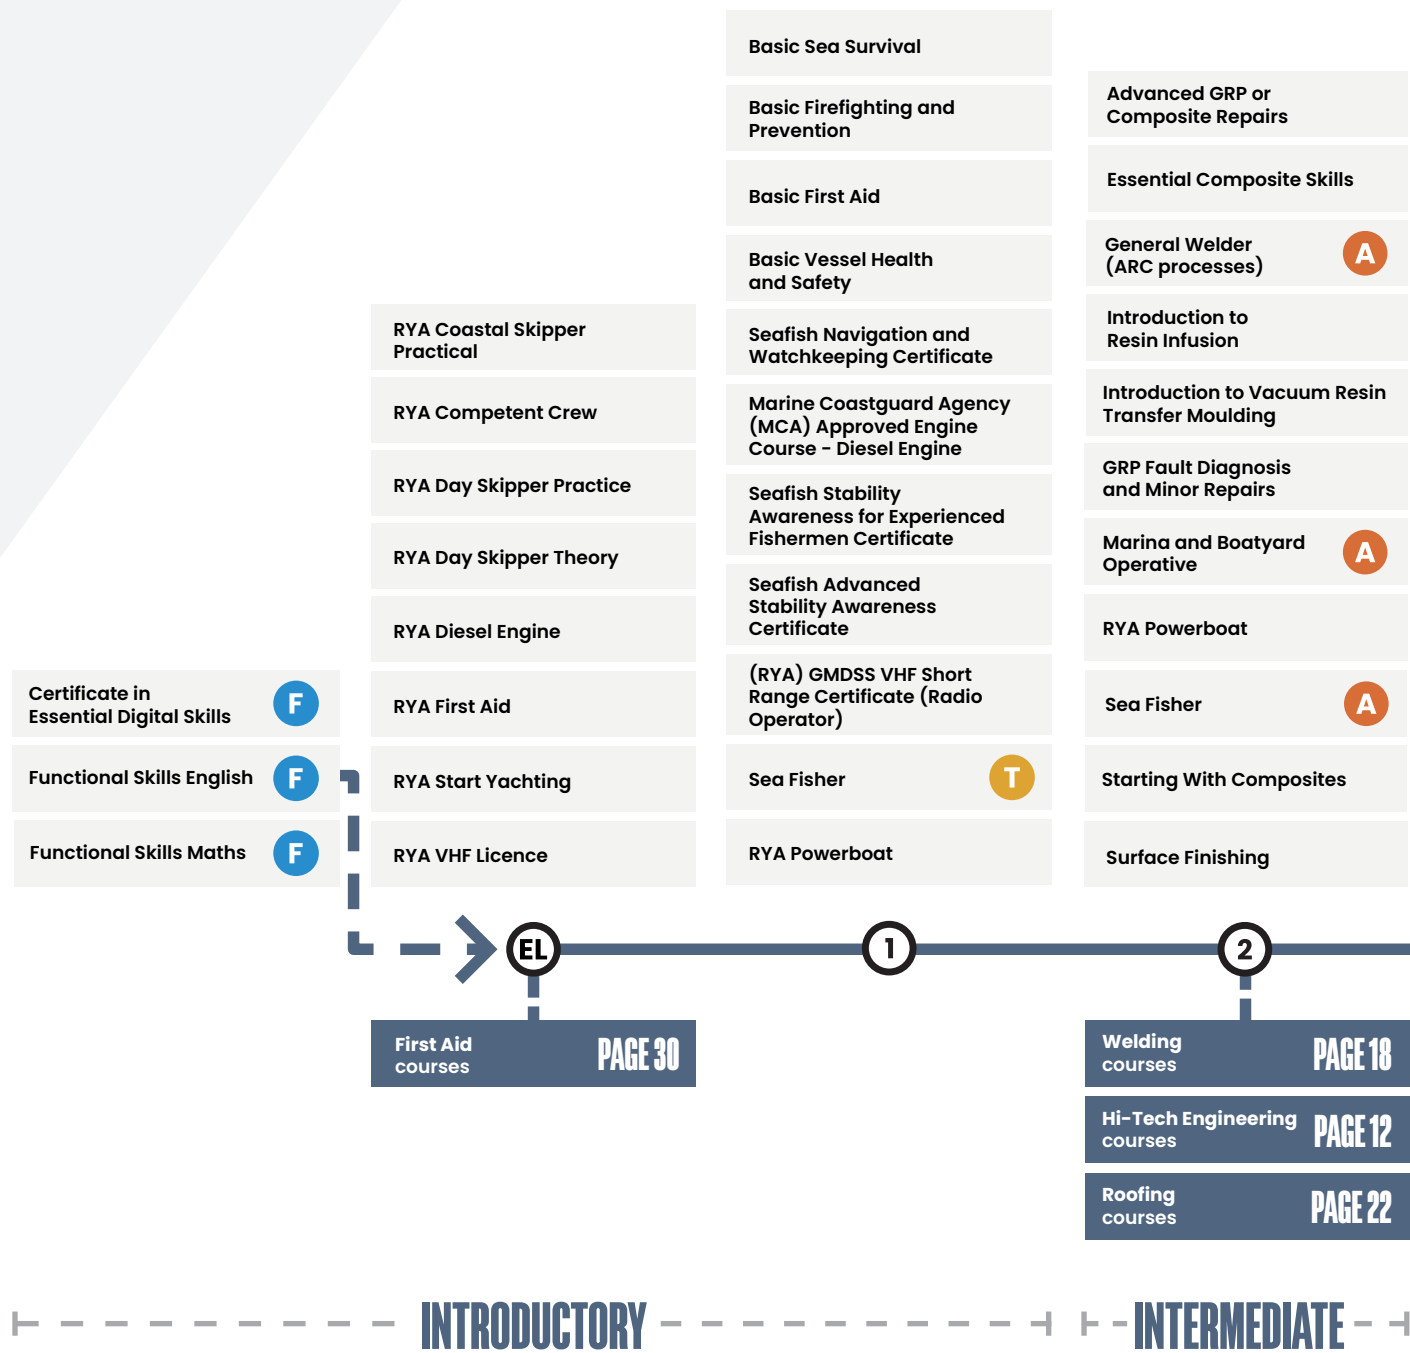 Certificate in
Essential Digital Skills
F
Functional Skills English
F
Functional Skills Maths
F
RYA Coastal Skipper
Practical
RYA Competent Crew
RYA Day Skipper Practice
RYA Day Skipper Theory
RYA Diesel Engine
RYA First Aid
RYA Start Yachting
RYA VHF Licence
Basic Sea Survival
Basic Firefighting and
Prevention
Basic First Aid
Basic Vessel Health
and Safety
Seafish Navigation and
Watchkeeping Certificate
Marine Coastguard Agency
(MCA) Approved Engine
Course - Diesel Engine
Seafish Stability
Awareness for Experienced
Fishermen Certificate
Seafish Advanced
Stability Awareness
Certificate
(RYA) GMDSS VHF Short
Range Certificate (Radio
Operator)
Sea Fisher
T
RYA Powerboat
Advanced GRP or
Composite Repairs
Essential Composite Skills
General Welder
(ARC processes)
A
Introduction to
Resin Infusion
Introduction to Vacuum Resin
Transfer Moulding
GRP Fault Diagnosis
and Minor Repairs
Marina and Boatyard
Operative
A
RYA Powerboat
Sea Fisher
A
Starting With Composites
Surface Finishing
EL
1
2
First Aid
courses
PAGE 30
Welding
courses
PAGE 18
Hi-Tech Engineering
courses
PAGE 12
Roofing
courses
PAGE 22
INTRODUCTORY
INTERMEDIATE